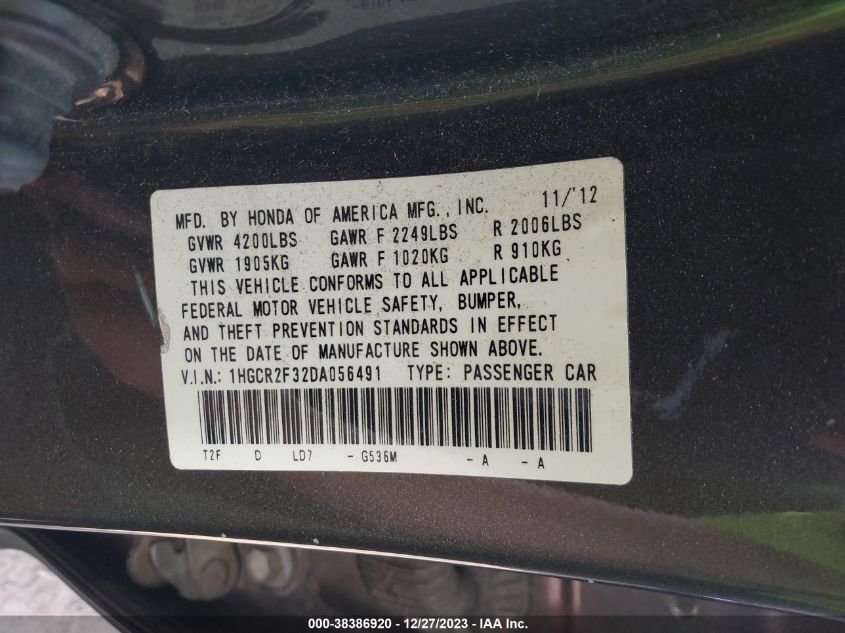 MFD. BY HONDA OF AMERICA MFG., INC. 11/'12
GVWR 4200LBS GAWR F 2249LBS R 2006LBS
GVWR 1905KG GAWR F 1020KG R 910KG
THIS VEHICLE CONFORMS TO ALL APPLICABLE
FEDERAL MOTOR VEHICLE SAFETY, BUMPER,
AND THEFT PREVENTION STANDARDS IN EFFECT
ON THE DATE OF MANUFACTURE SHOWN ABOVE.
V.I.N.: 1HGCR2F32DA056491 TYPE: PASSENGER CAR
T2F D LD7 - G536M - A - A
000-38386920 - 12/27/2023 - IAA Inc.